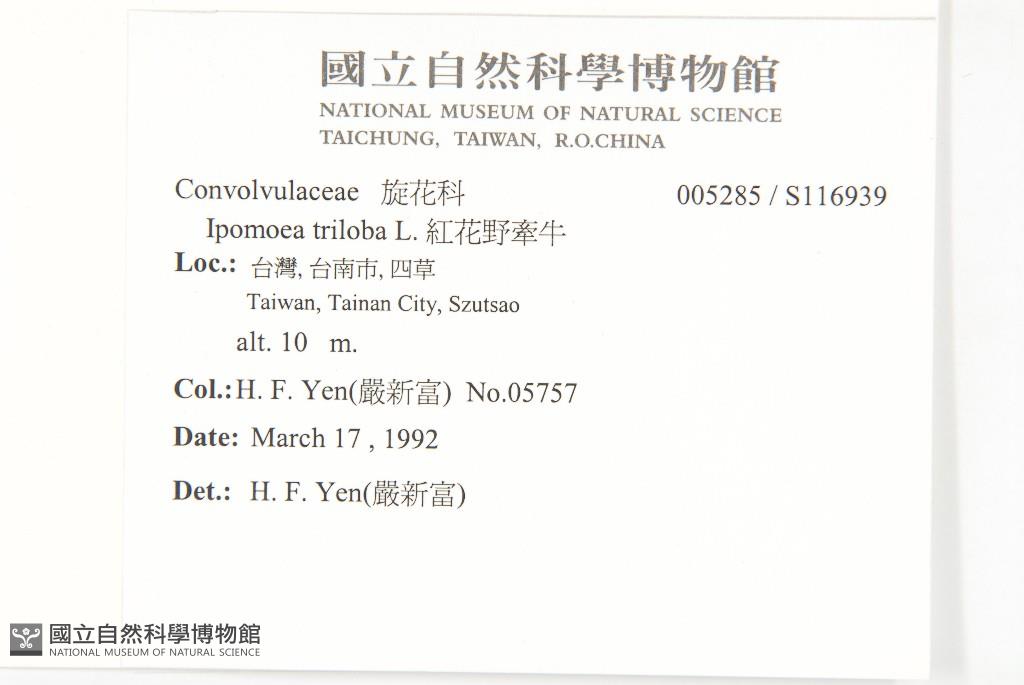 國立自然科學博物館
NATIONAL MUSEUM OF NATURAL SCIENCE
TAICHUNG, TAIWAN, R.O.CHINA
Convolvulaceae 旋花科 005285 / S116939
Ipomoea triloba L. 紅花野牽牛
Loc.: 台灣, 台南市, 四草
Taiwan, Tainan City, Szutsao
alt. 10 m.
Col.: H. F. Yen(嚴新富) No.05757
Date: March 17 , 1992
Det.: H. F. Yen(嚴新富)
國立自然科學博物館
NATIONAL MUSEUM OF NATURAL SCIENCE